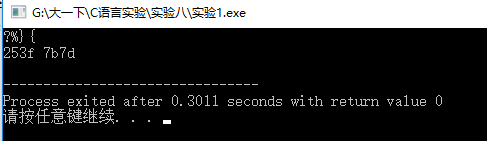 G:\大一下\C语言实验\实验八\实验1.exe
?%}{
253f 7b7d
--------------------------------
Process exited after 0.3011 seconds with return value 0
请按任意键继续. . .